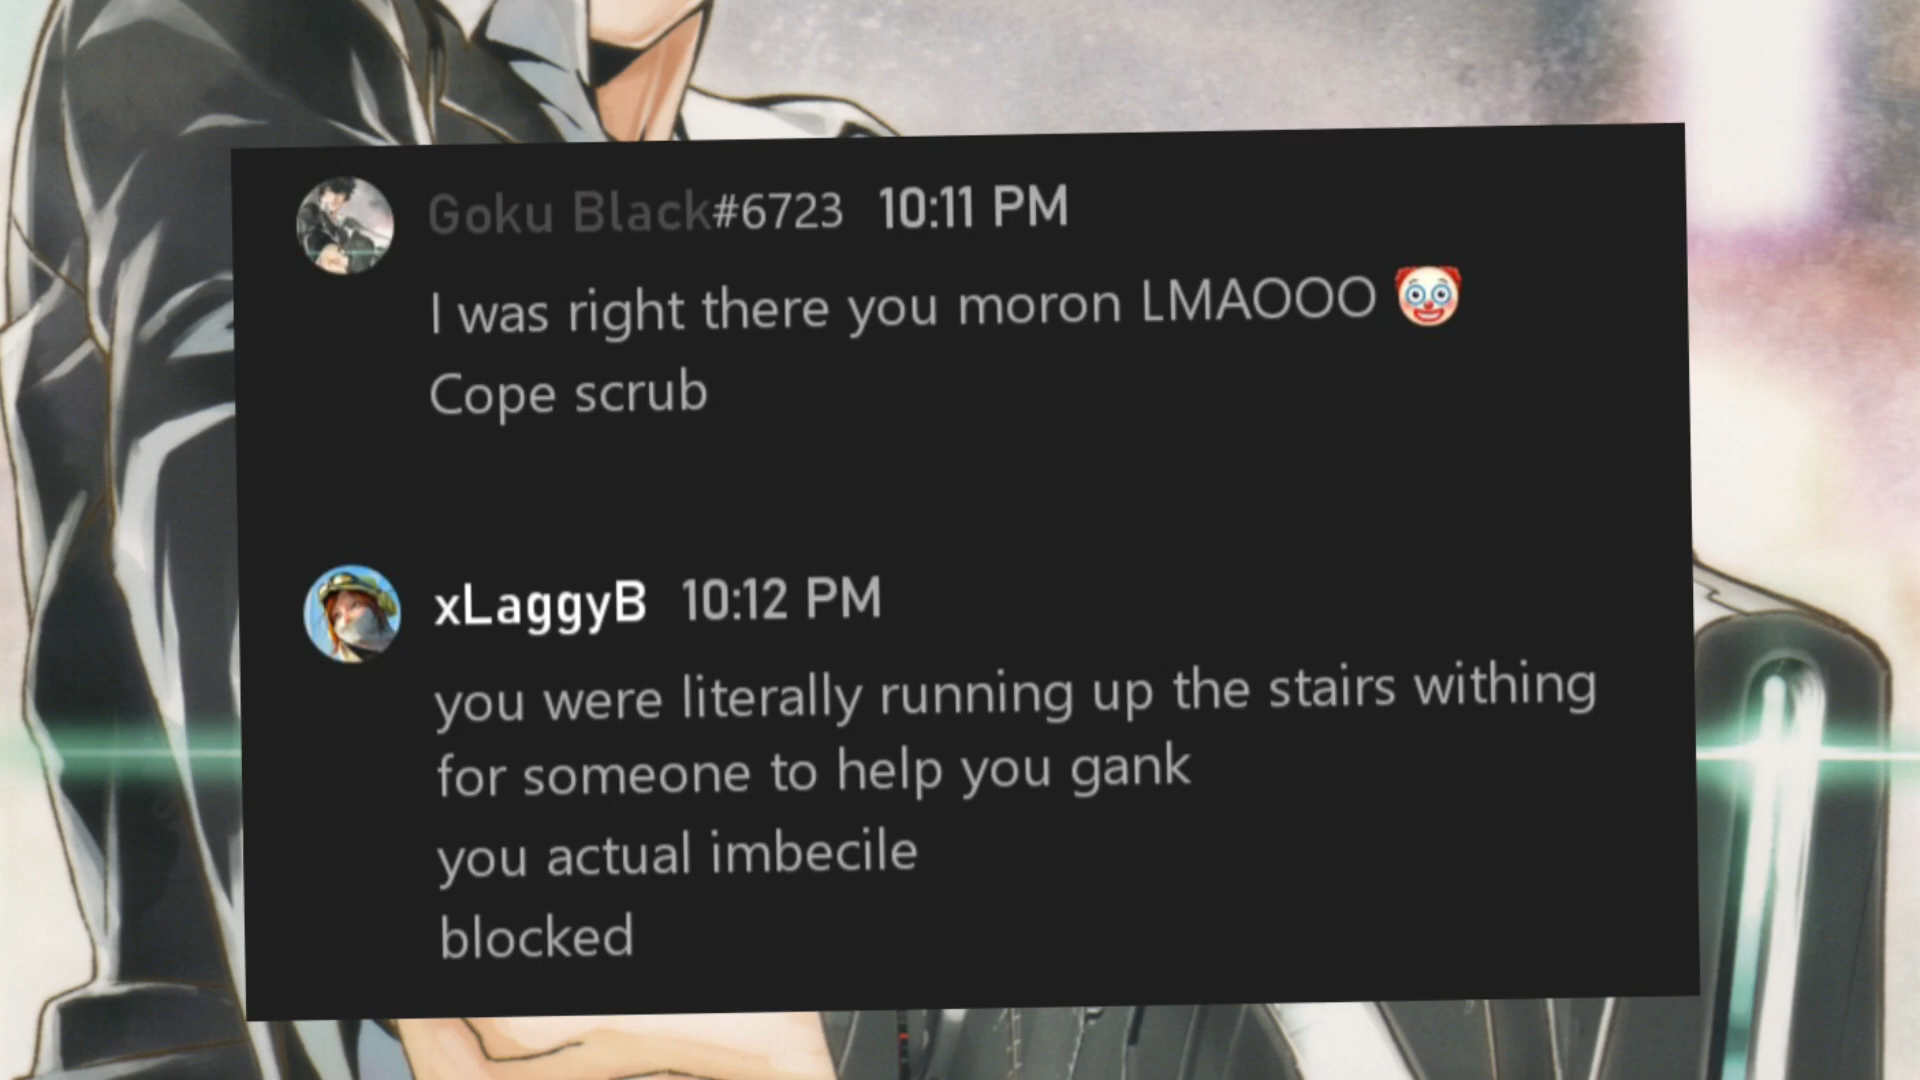 Goku Black#6723 10:11 PM
I was right there you moron LMAOOO 🤡
Cope scrub
xLaggyB 10:12 PM
you were literally running up the stairs withing
for someone to help you gank
you actual imbecile
blocked